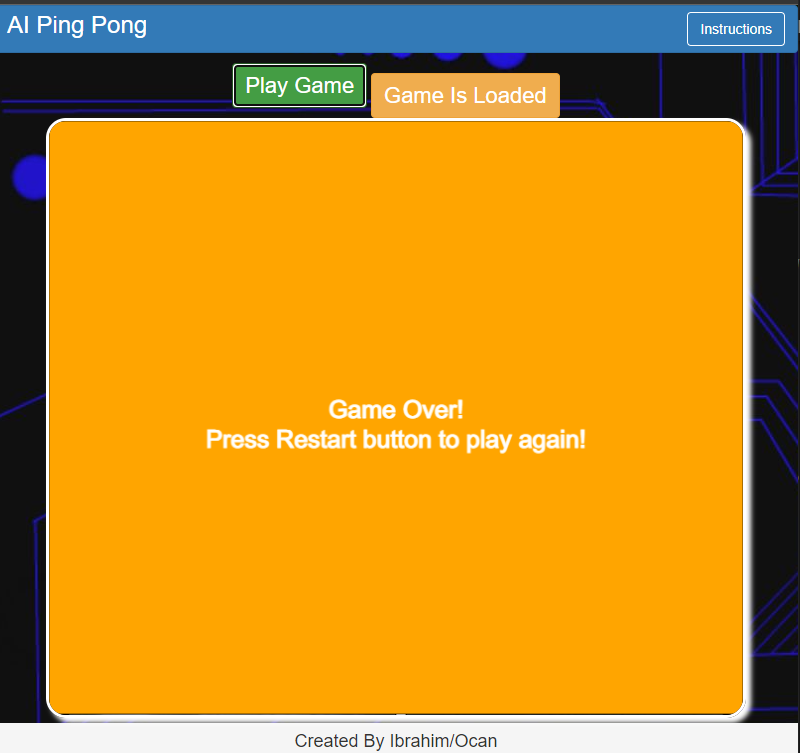 AI Ping Pong
Instructions
Play Game
Game Is Loaded
Game Over!
Press Restart button to play again!
Created By Ibrahim/Ocan